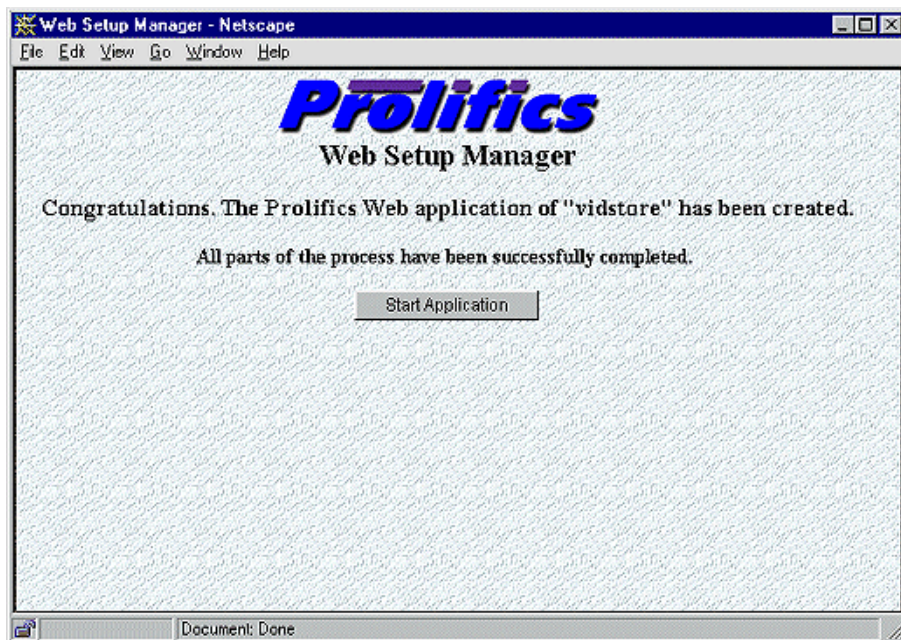 Web Setup Manager - Netscape
File Edit View Go Window Help
Prolifics
Web Setup Manager
Congratulations. The Prolifics Web application of "vidstore" has been created.
All parts of the process have been successfully completed.
Start Application
Document: Done